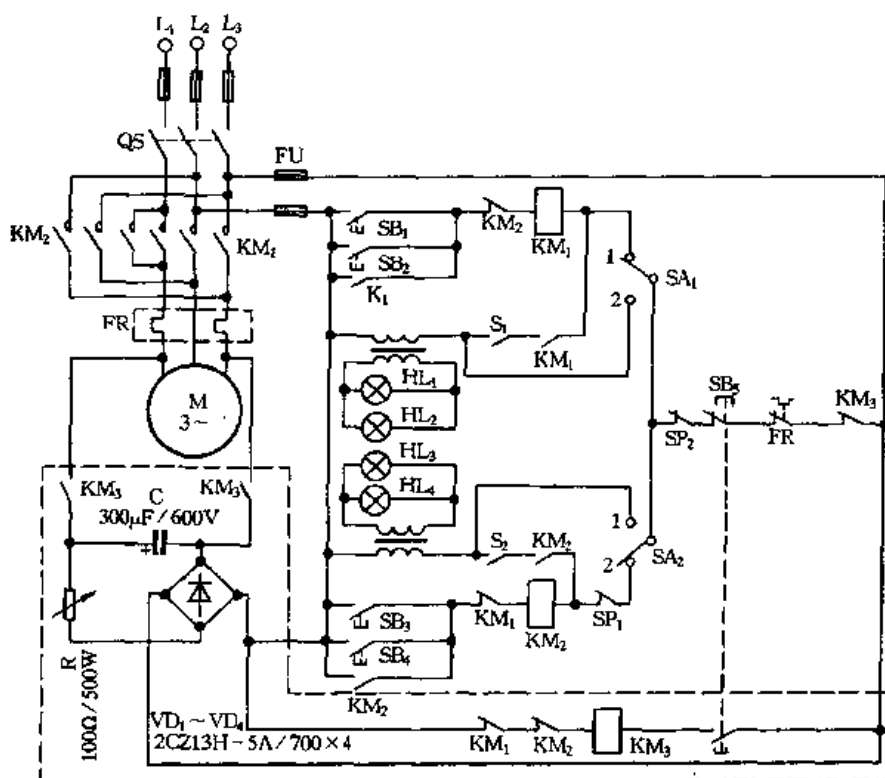 L₁ L₂ L₃
QS
FU
KM₂
KM₁
SB₁
SB₂
K₁
KM₂
KM₁
1
2
SA₁
FR
S₁
KM₁
M
3~
HL₁
HL₂
HL₃
HL₄
SB₅
SP₂
FR
KM₃
KM₃
KM₃
C
300μF/600V
S₂
KM₂
1
2
SA₂
SB₃
SB₄
KM₂
KM₁
KM₂
SP₁
R
100Ω/500W
VD₁~VD₄
2CZ13H-5A/700×4
KM₁
KM₂
KM₃